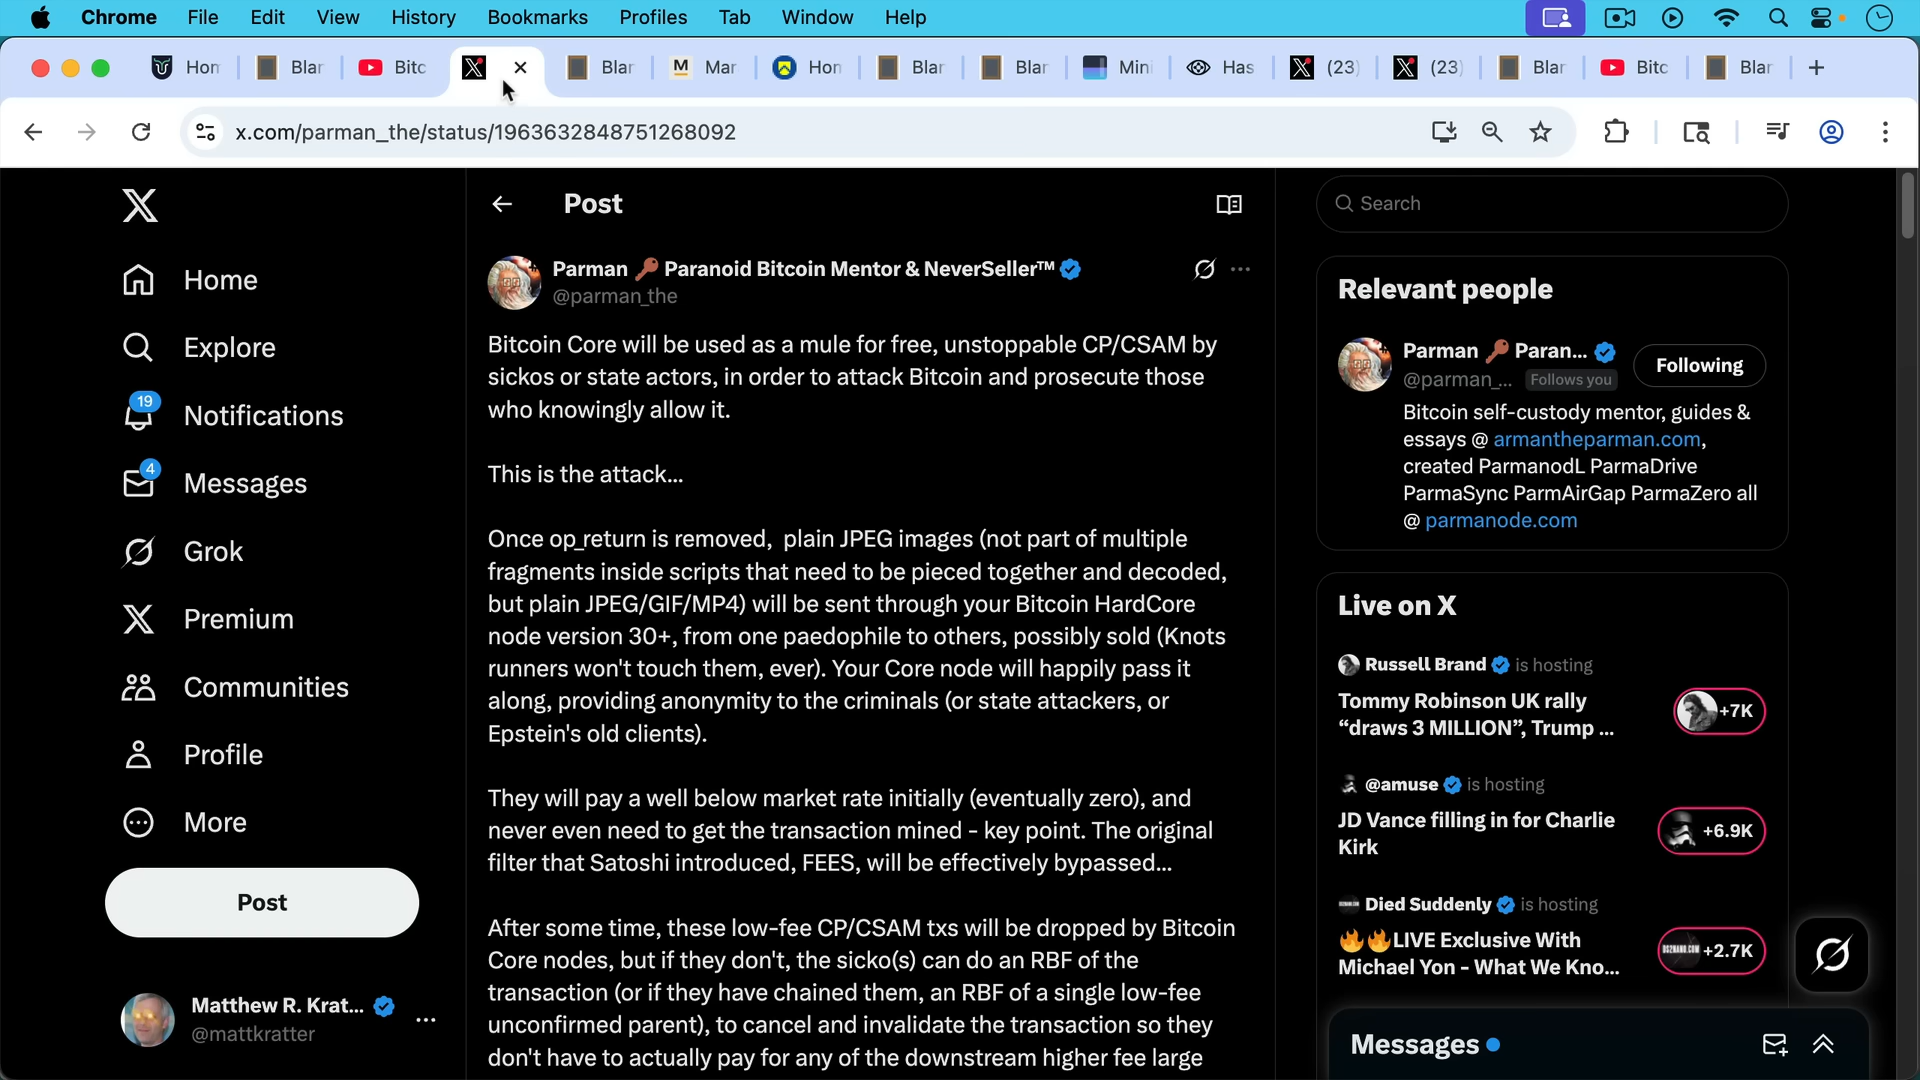 Chrome File Edit View History Bookmarks Profiles Tab Window Help
Hon Blar Bitc Blar Mar Hon Blar Blar Mini Has (23) (23) Blar Bitc Blar
x.com/parman_the/status/1963632848751268092
Home
Explore
19
Notifications
4
Messages
Grok
Premium
Communities
Profile
More
Post
Matthew R. Krat...
@mattkratter
Post
Parman Paranoid Bitcoin Mentor & NeverSeller™
@parman_the
Bitcoin Core will be used as a mule for free, unstoppable CP/CSAM by
sickos or state actors, in order to attack Bitcoin and prosecute those
who knowingly allow it.
This is the attack...
Once op_return is removed,  plain JPEG images (not part of multiple
fragments inside scripts that need to be pieced together and decoded,
but plain JPEG/GIF/MP4) will be sent through your Bitcoin HardCore
node version 30+, from one paedophile to others, possibly sold (Knots
runners won't touch them, ever). Your Core node will happily pass it
along, providing anonymity to the criminals (or state attackers, or
Epstein's old clients).
They will pay a well below market rate initially (eventually zero), and
never even need to get the transaction mined - key point. The original
filter that Satoshi introduced, FEES, will be effectively bypassed...
After some time, these low-fee CP/CSAM txs will be dropped by Bitcoin
Core nodes, but if they don't, the sicko(s) can do an RBF of the
transaction (or if they have chained them, an RBF of a single low-fee
unconfirmed parent), to cancel and invalidate the transaction so they
don't have to actually pay for any of the downstream higher fee large
Search
Relevant people
Parman Paran...
@parman_... Follows you
Following
Bitcoin self-custody mentor, guides &
essays @ armantheparman.com,
created ParmanodL ParmaDrive
ParmaSync ParmAirGap ParmaZero all
@ parmanode.com
Live on X
Russell Brand is hosting
Tommy Robinson UK rally
“draws 3 MILLION”, Trump ...
+7K
@amuse is hosting
JD Vance filling in for Charlie
Kirk
+6.9K
Died Suddenly is hosting
🔥🔥LIVE Exclusive With
Michael Yon - What We Kno...
+2.7K
Messages